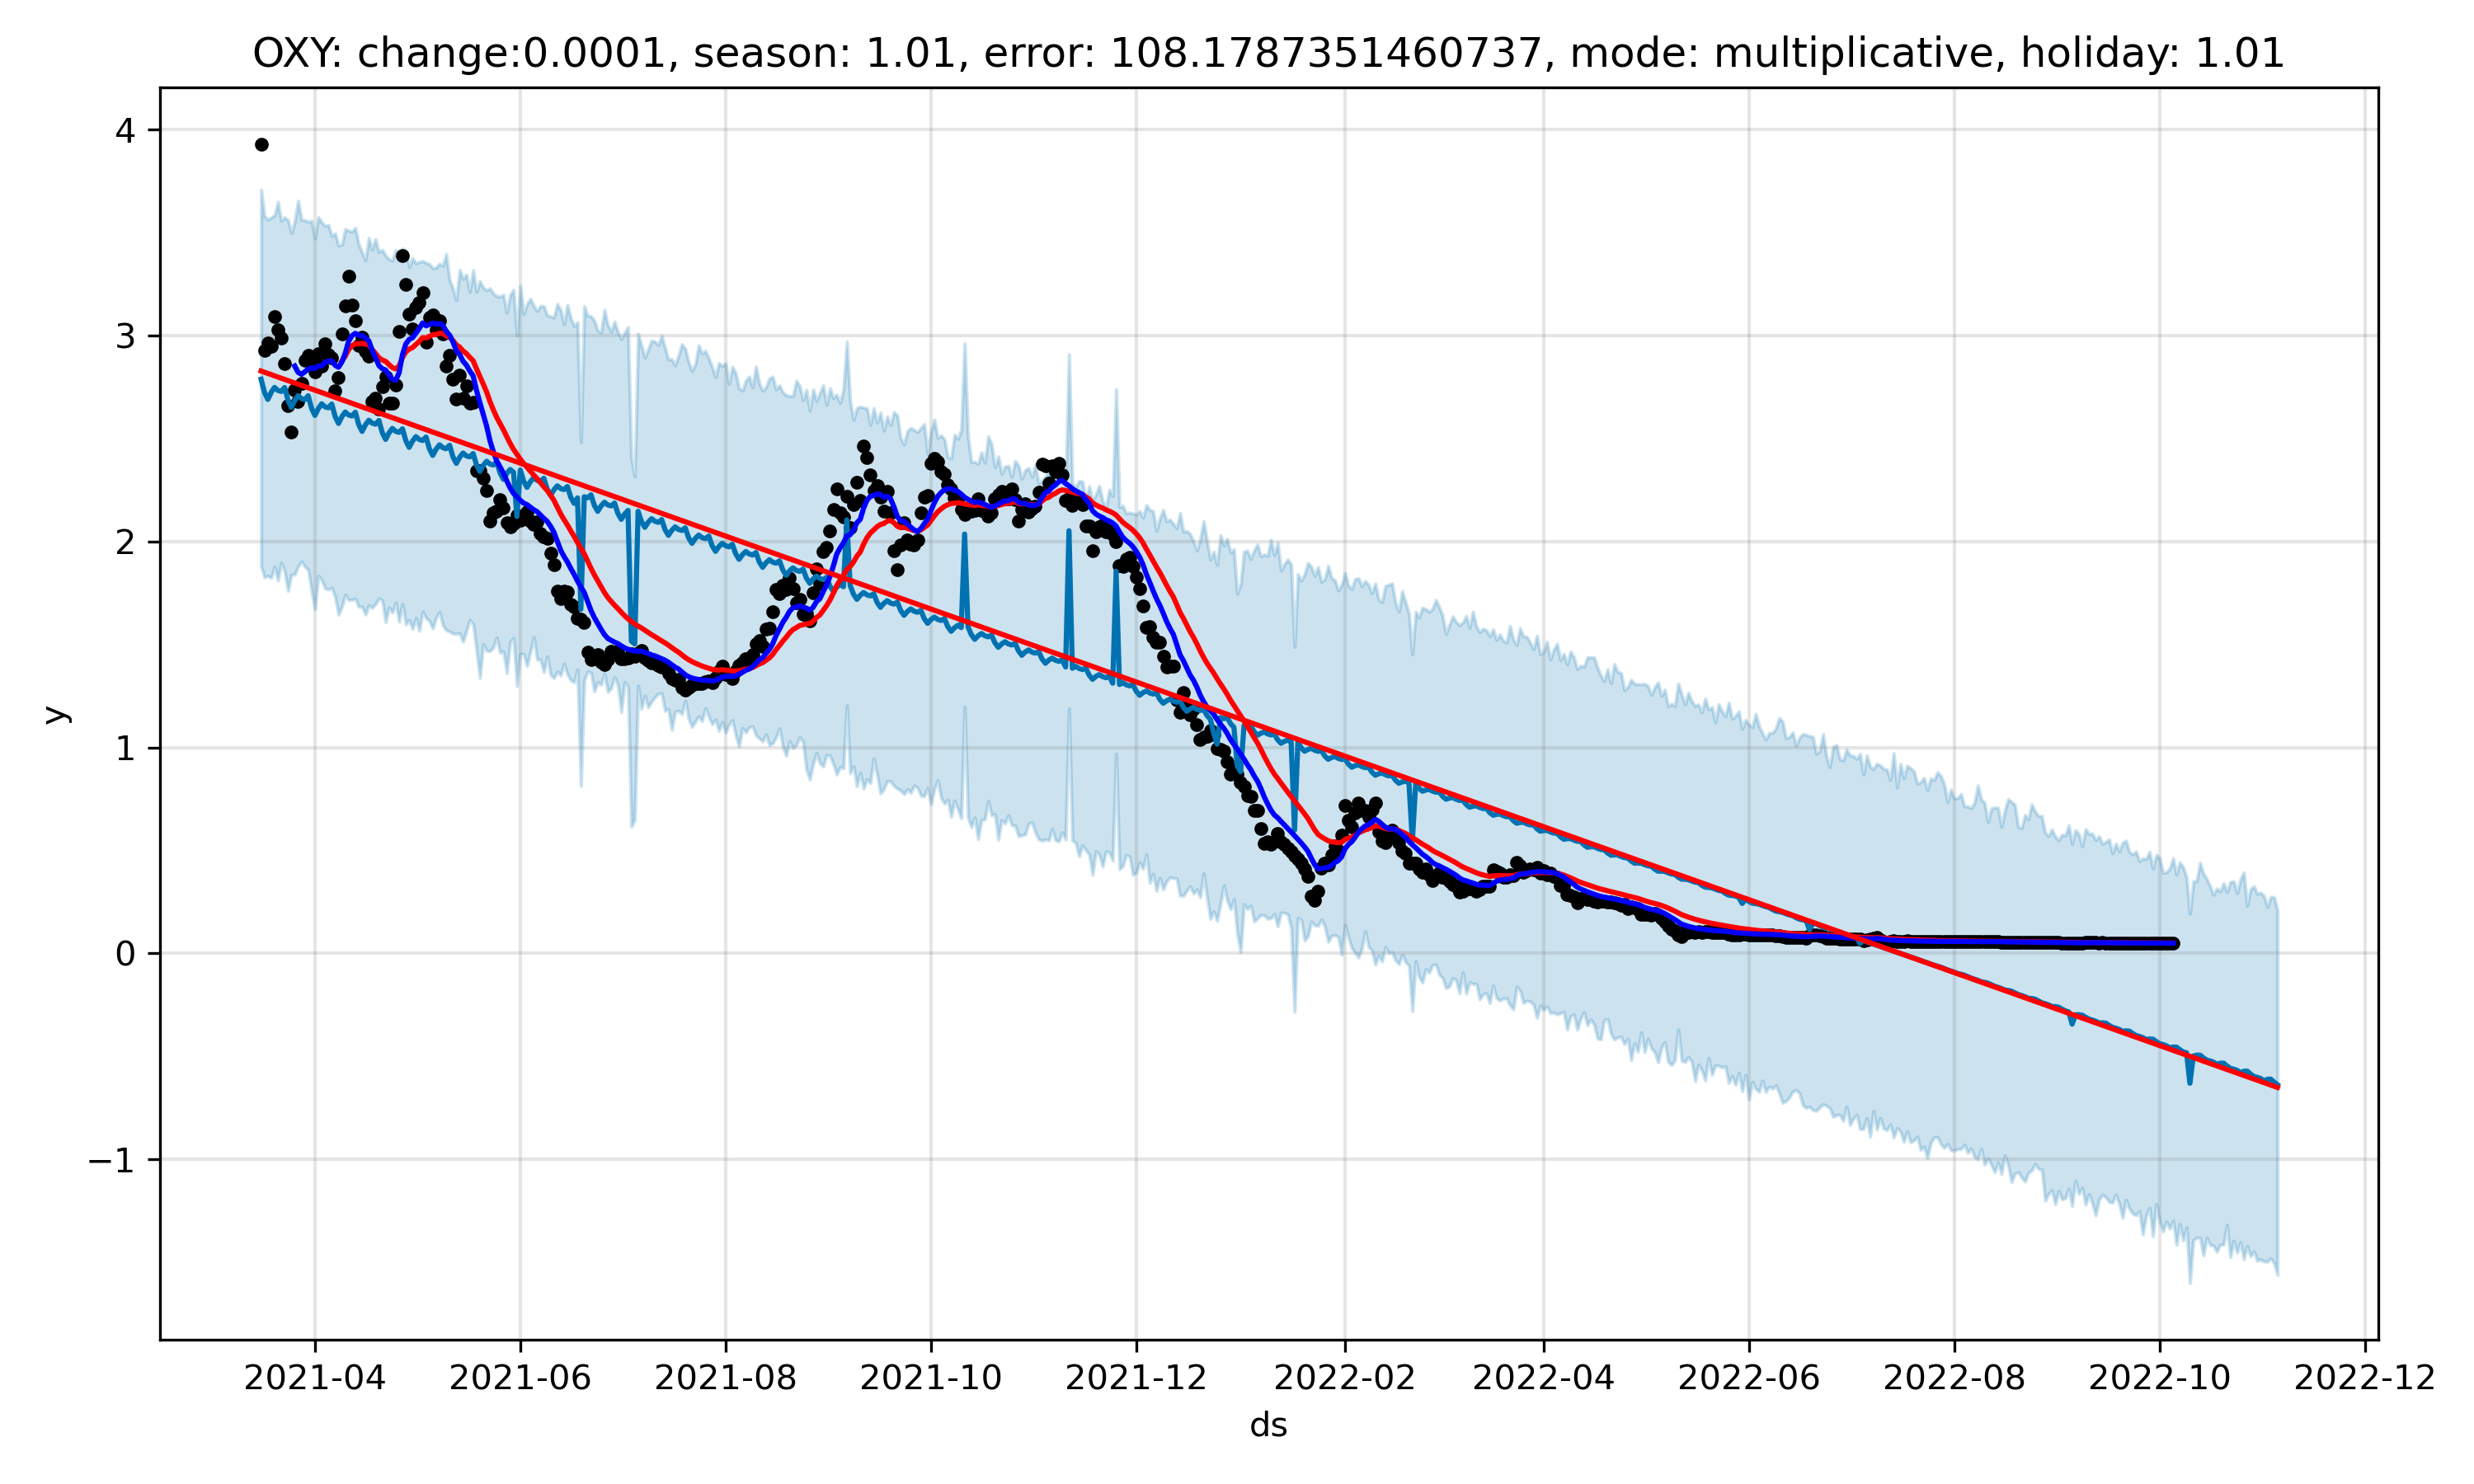 OXY: change:0.0001, season: 1.01, error: 108.1787351460737, mode: multiplicative, holiday: 1.01
4
3
2
1
0
−1
y
2021-04 2021-06 2021-08 2021-10 2021-12 2022-02 2022-04 2022-06 2022-08 2022-10 2022-12
ds